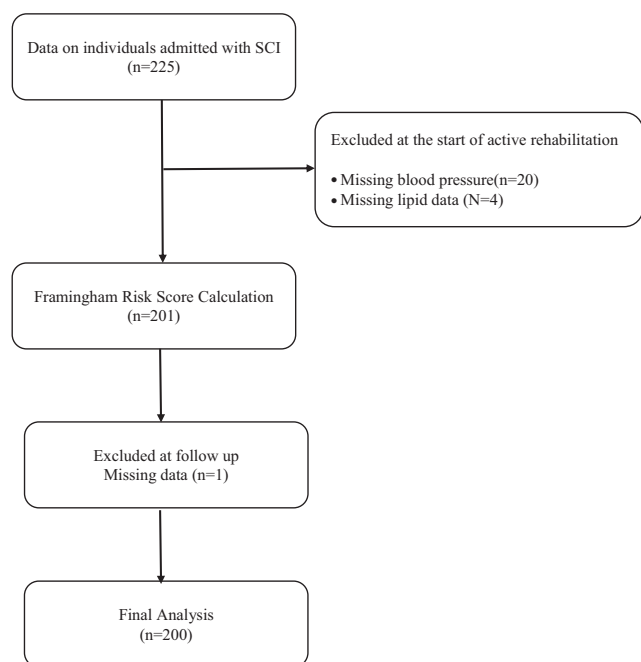 Data on individuals admitted with SCI
(n=225)
Excluded at the start of active rehabilitation
• Missing blood pressure(n=20)
• Missing lipid data (N=4)
Framingham Risk Score Calculation
(n=201)
Excluded at follow up
Missing data (n=1)
Final Analysis
(n=200)